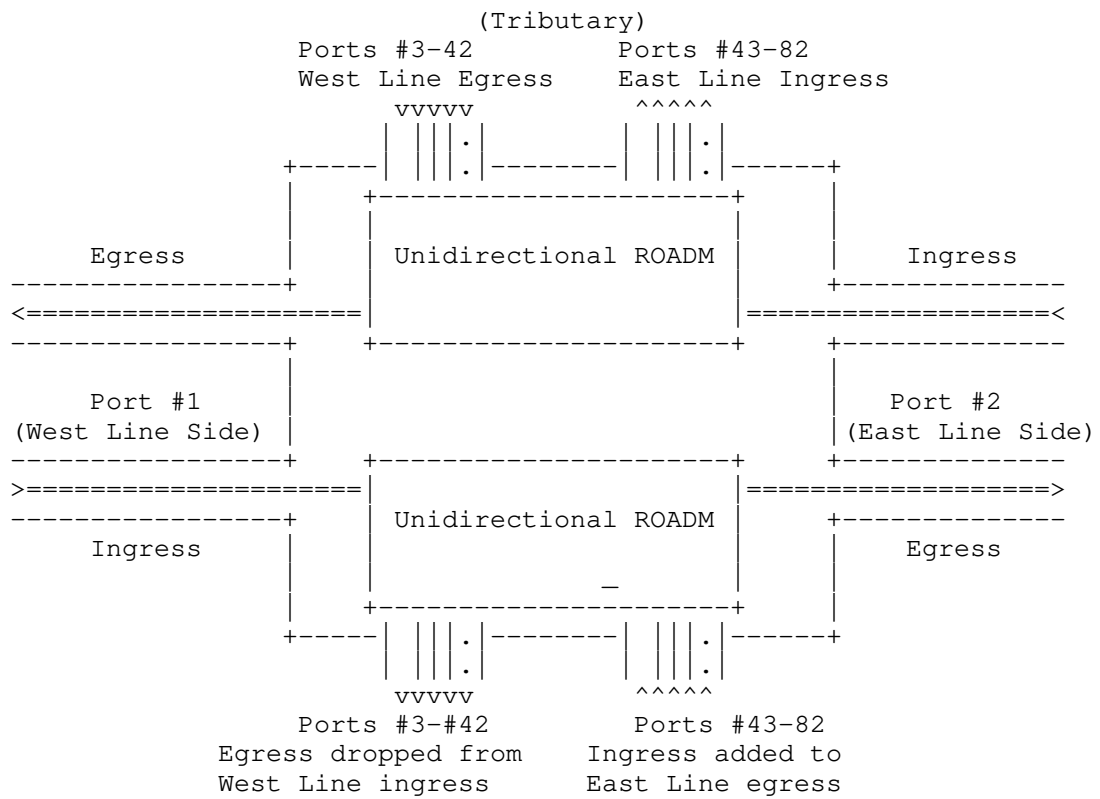 (Tributary)
Ports #3-42 Ports #43-82
West Line Egress East Line Ingress
vvvvv ^^^^^
Egress Unidirectional ROADM Ingress
Port #1 Port #2
(West Line Side) (East Line Side)
Unidirectional ROADM
Ingress Egress
_
vvvvv ^^^^^
Ports #3-#42 Ports #43-82
Egress dropped from Ingress added to
West Line ingress East Line egress